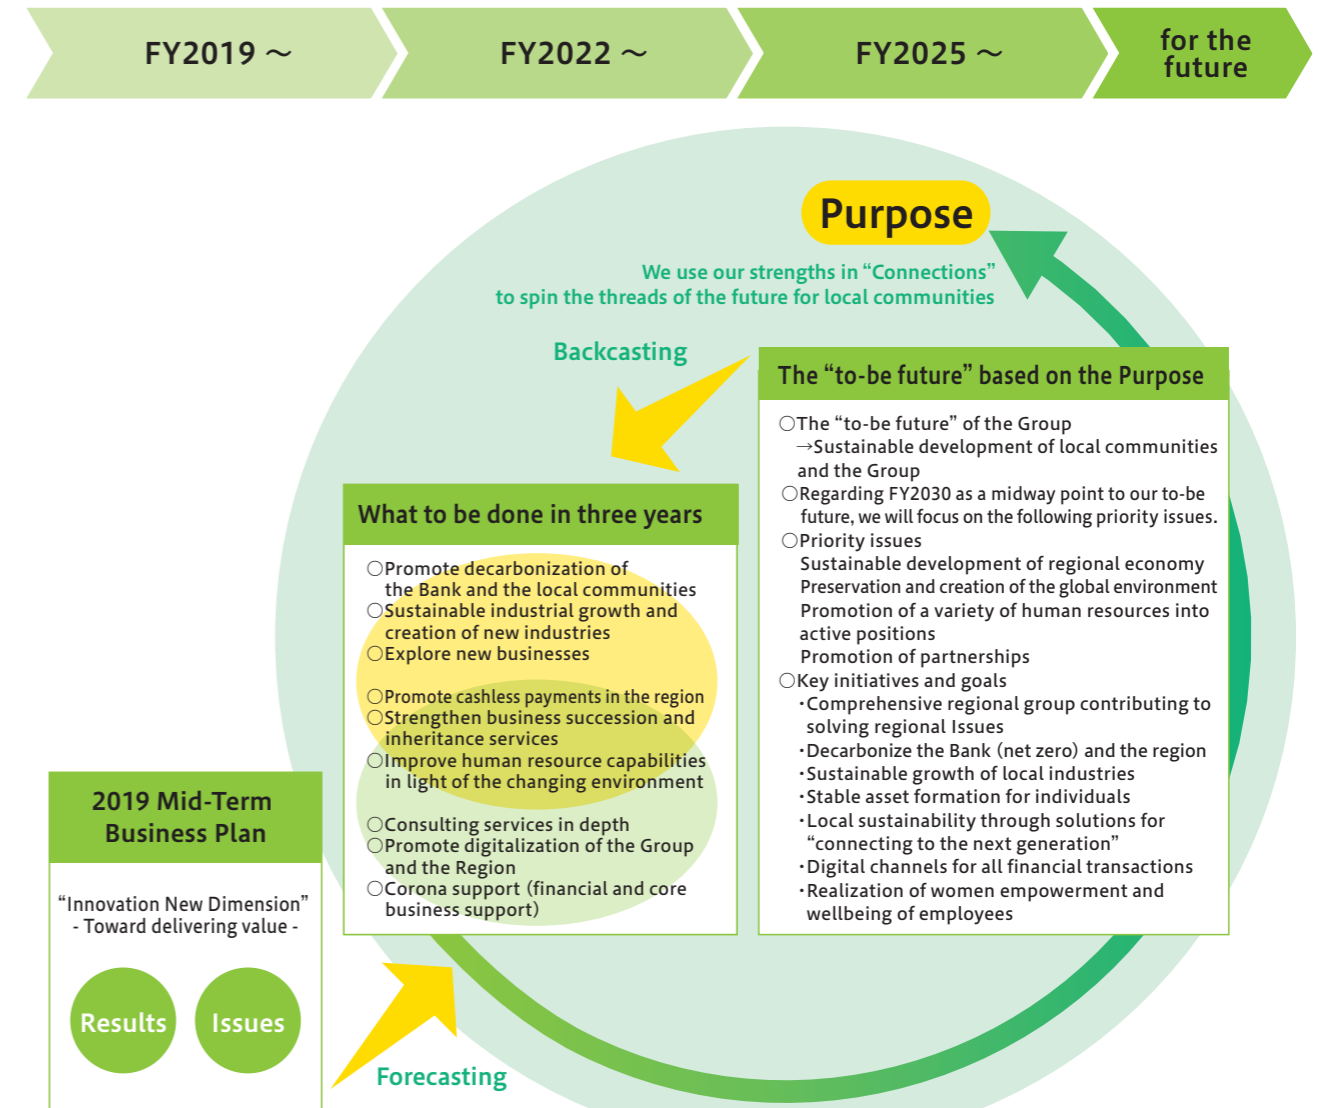 FY2019 ～
FY2022 ～
FY2025 ～
for the
future
Purpose
We use our strengths in “Connections”
to spin the threads of the future for local communities
Backcasting
The “to-be future” based on the Purpose
○The “to-be future” of the Group
→Sustainable development of local communities
and the Group
○Regarding FY2030 as a midway point to our to-be
future, we will focus on the following priority issues.
○Priority issues
Sustainable development of regional economy
Preservation and creation of the global environment
Promotion of a variety of human resources into
active positions
Promotion of partnerships
○Key initiatives and goals
・Comprehensive regional group contributing to
solving regional Issues
・Decarbonize the Bank (net zero) and the region
・Sustainable growth of local industries
・Stable asset formation for individuals
・Local sustainability through solutions for
“connecting to the next generation”
・Digital channels for all financial transactions
・Realization of women empowerment and
wellbeing of employees
What to be done in three years
○Promote decarbonization of
the Bank and the local communities
○Sustainable industrial growth and
creation of new industries
○Explore new businesses
○Promote cashless payments in the region
○Strengthen business succession and
inheritance services
○Improve human resource capabilities
in light of the changing environment
○Consulting services in depth
○Promote digitalization of the Group
and the Region
○Corona support (financial and core
business support)
2019 Mid-Term
Business Plan
“Innovation New Dimension”
- Toward delivering value -
Results
Issues
Forecasting